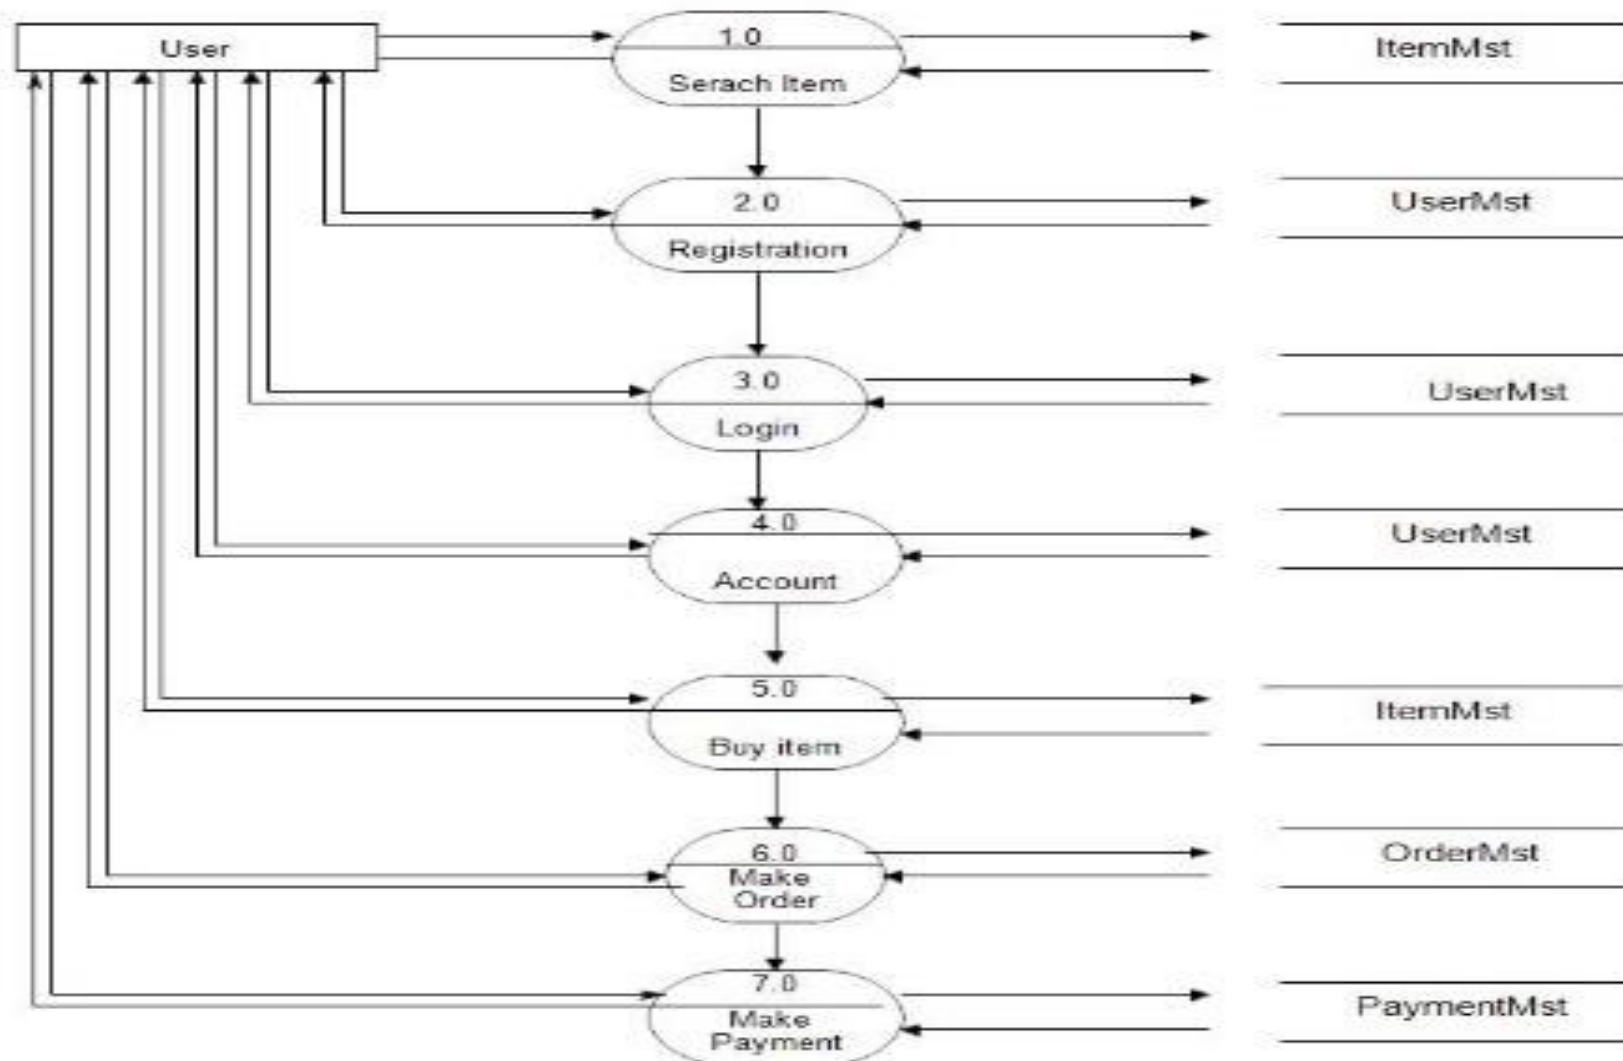 User
1.0
Serach Item
ItemMst
2.0
Registration
UserMst
3.0
Login
UserMst
4.0
Account
UserMst
5.0
Buy item
ItemMst
6.0
Make
Order
OrderMst
7.0
Make
Payment
PaymentMst